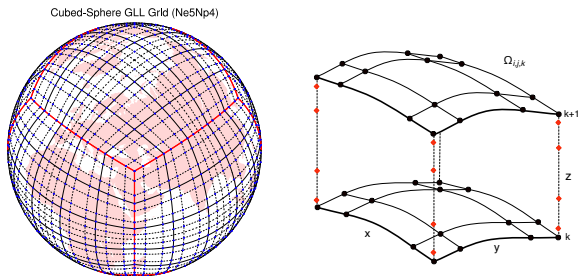 Cubed-Sphere GLL Grid (Ne5Np4)
Ωi,j,k
k+1
z
k
x
y